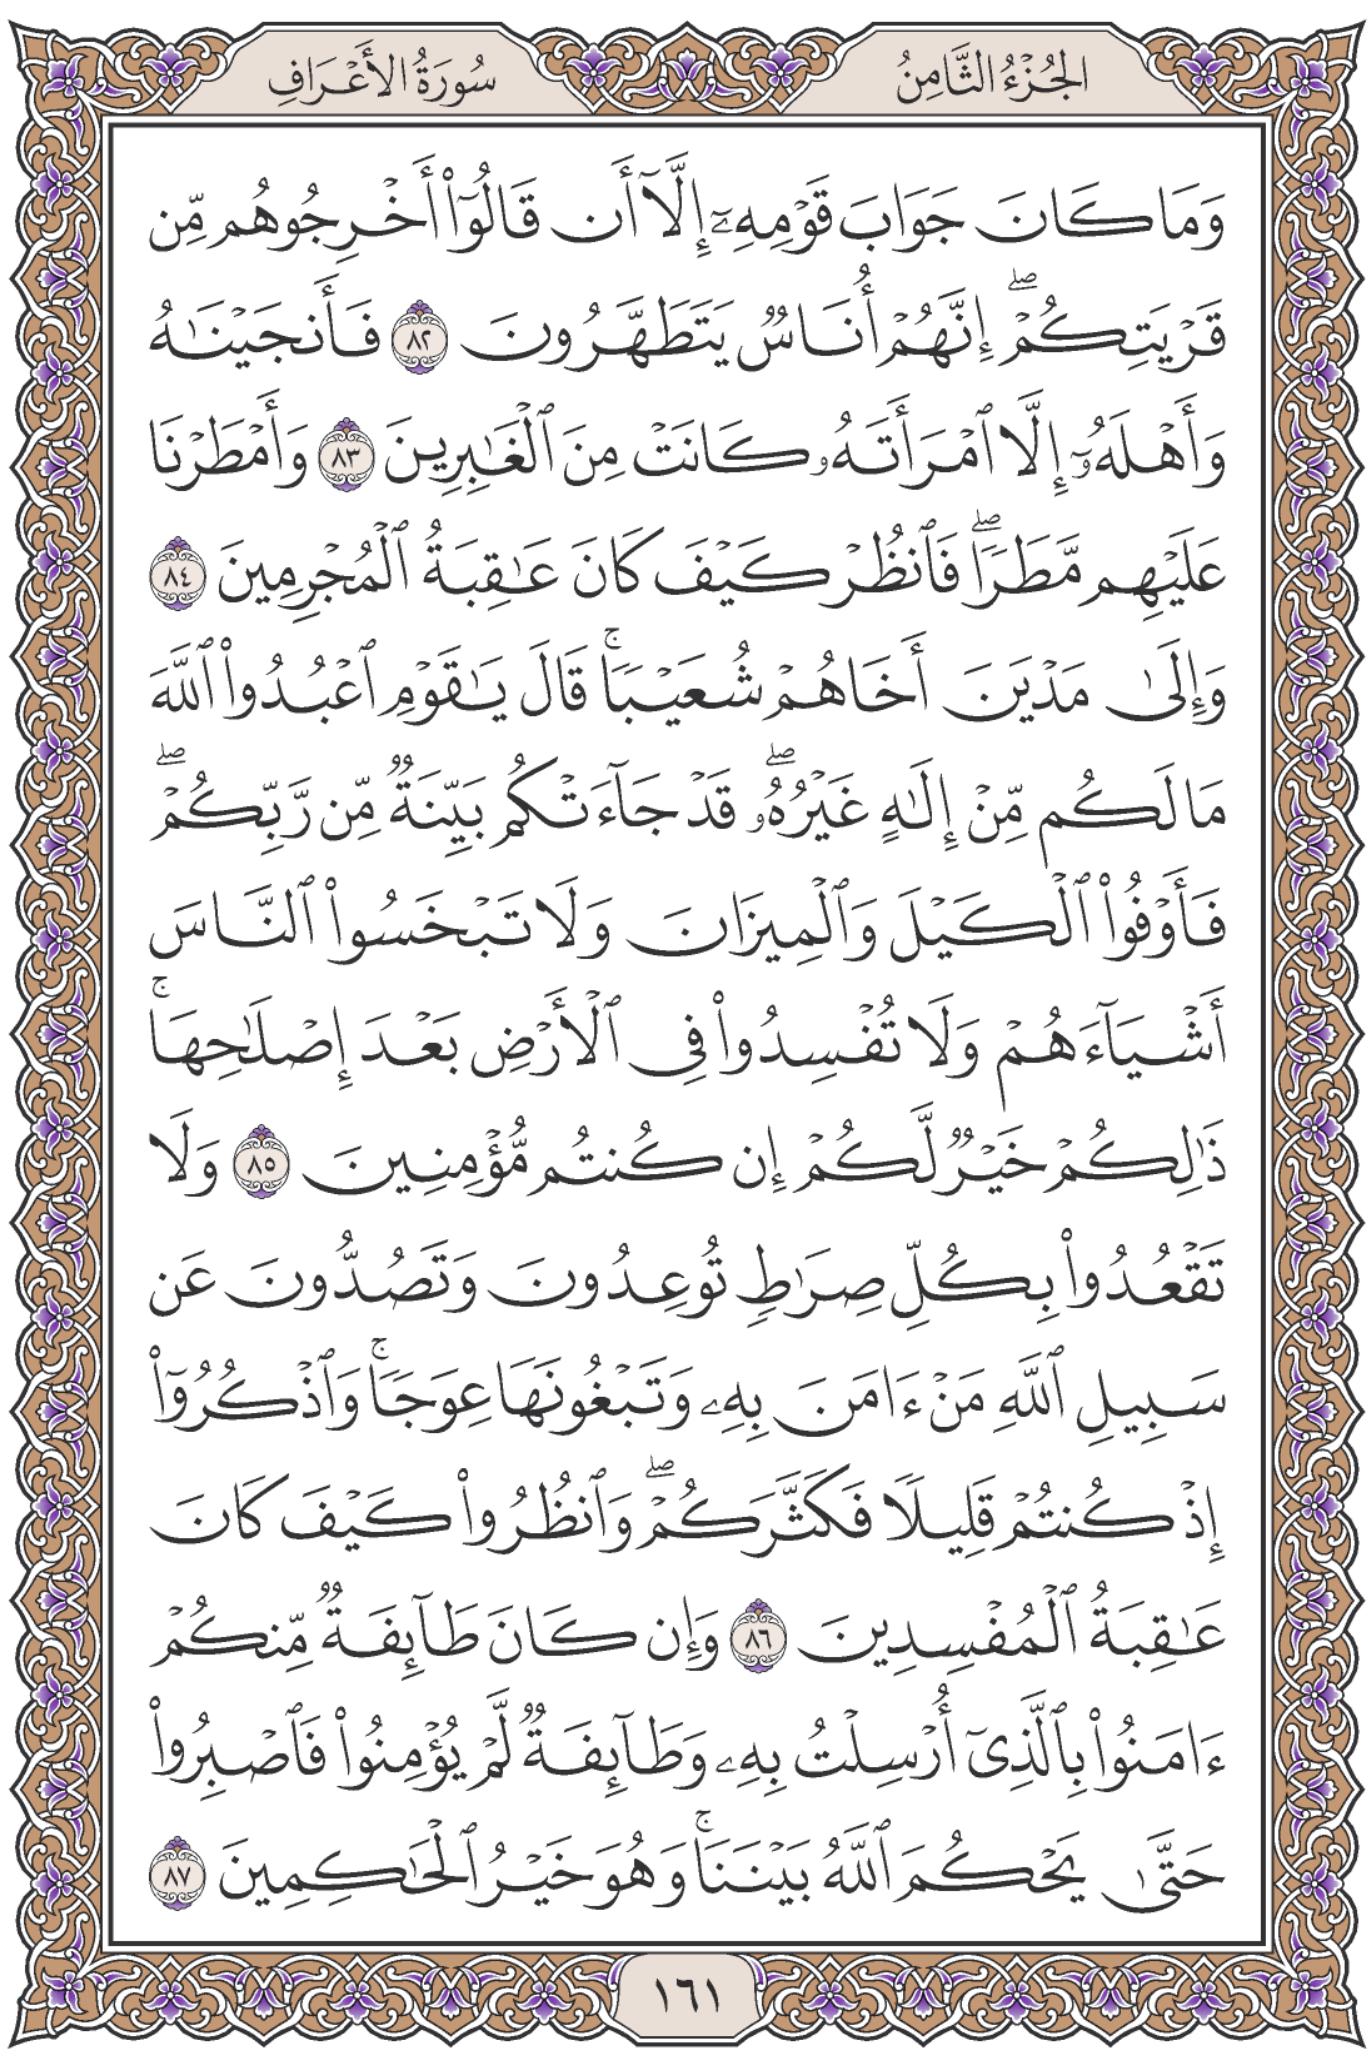 الجُزْءُ الثَّامِنُ
سُورَةُ الأَعْرَافِ
وَمَا كَانَ جَوَابَ قَوْمِهِۦٓ إِلَّآ أَن قَالُوٓاْ أَخْرِجُوهُم مِّن
قَرْيَتِكُمْۖ إِنَّهُمْ أُنَاسٌ يَتَطَهَّرُونَ ٨٢ فَأَنجَيْنَٰهُ
وَأَهْلَهُۥٓ إِلَّا ٱمْرَأَتَهُۥ كَانَتْ مِنَ ٱلْغَٰبِرِينَ ٨٣ وَأَمْطَرْنَا
عَلَيْهِم مَّطَرًاۖ فَٱنظُرْ كَيْفَ كَانَ عَٰقِبَةُ ٱلْمُجْرِمِينَ ٨٤
وَإِلَىٰ مَدْيَنَ أَخَاهُمْ شُعَيْبًاۚ قَالَ يَٰقَوْمِ ٱعْبُدُواْ ٱللَّهَ
مَا لَكُم مِّنْ إِلَٰهٍ غَيْرُهُۥۖ قَدْ جَآءَتْكُم بَيِّنَةٌ مِّن رَّبِّكُمْۖ
فَأَوْفُواْ ٱلْكَيْلَ وَٱلْمِيزَانَ وَلَا تَبْخَسُواْ ٱلنَّاسَ
أَشْيَآءَهُمْ وَلَا تُفْسِدُواْ فِى ٱلْأَرْضِ بَعْدَ إِصْلَٰحِهَاۚ
ذَٰلِكُمْ خَيْرٌ لَّكُمْ إِن كُنتُم مُّؤْمِنِينَ ٨٥ وَلَا
تَقْعُدُواْ بِكُلِّ صِرَٰطٍ تُوعِدُونَ وَتَصُدُّونَ عَن
سَبِيلِ ٱللَّهِ مَنْ ءَامَنَ بِهِۦ وَتَبْغُونَهَا عِوَجًاۚ وَٱذْكُرُوٓاْ
إِذْ كُنتُمْ قَلِيلًا فَكَثَّرَكُمْۖ وَٱنظُرُواْ كَيْفَ كَانَ
عَٰقِبَةُ ٱلْمُفْسِدِينَ ٨٦ وَإِن كَانَ طَآئِفَةٌ مِّنكُمْ
ءَامَنُواْ بِٱلَّذِىٓ أُرْسِلْتُ بِهِۦ وَطَآئِفَةٌ لَّمْ يُؤْمِنُواْ فَٱصْبِرُواْ
حَتَّىٰ يَحْكُمَ ٱللَّهُ بَيْنَنَاۚ وَهُوَ خَيْرُ ٱلْحَٰكِمِينَ ٨٧
١٦١